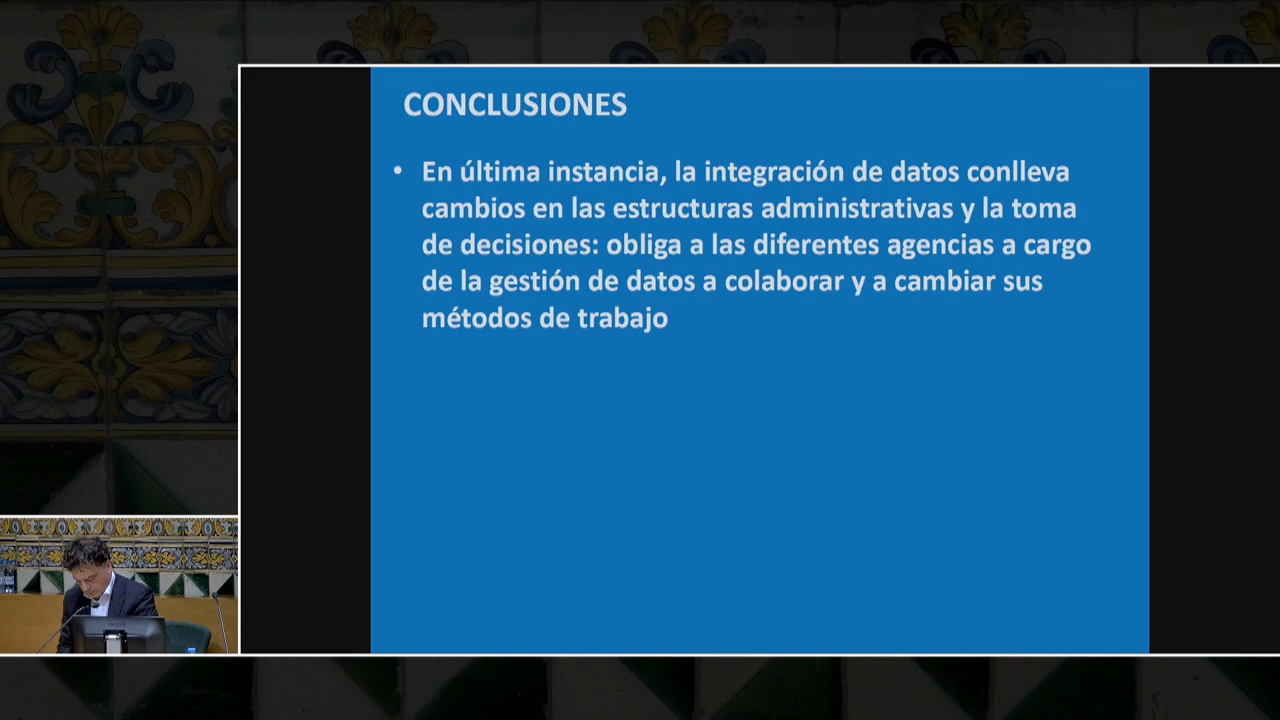 CONCLUSIONES
• En última instancia, la integración de datos conlleva
cambios en las estructuras administrativas y la toma
de decisiones: obliga a las diferentes agencias a cargo
de la gestión de datos a colaborar y a cambiar sus
métodos de trabajo
PHILIPS